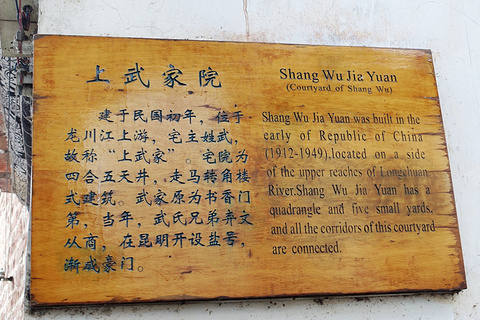 上武家院
建于民国初年，位于
龙川江上游，宅主姓武，
故称“上武家”。宅院为
四合五天井，走马转角楼
式建筑。武家原为书香门
第，当年，武氏兄弟弃文
从商，在昆明开设盐号，
渐成豪门。
Shang Wu Jia Yuan
(Courtyard of Shang Wu)
Shang Wu Jia Yuan was built in the
early of Republic of China
(1912-1949),located on a side
of the upper reaches of Longchuan
River.Shang Wu Jia Yuan has a
quadrangle and five small yards,
and all the corridors of this courtyard
are connected.